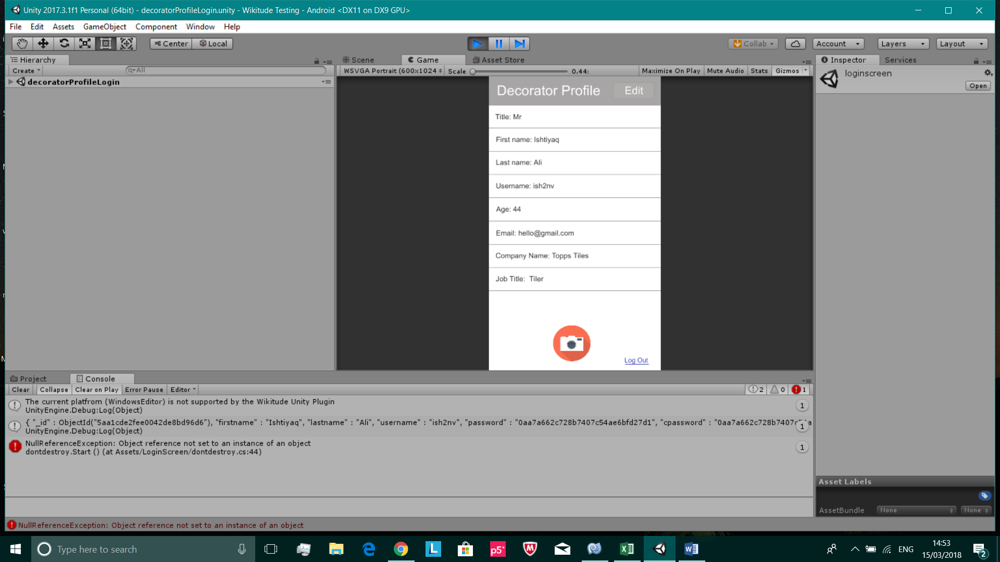 Unity 2017.3.1f1 Personal (64bit) - decoratorProfileLogin.unity - Wikitude Testing - Android <DX11 on DX9 GPU>
File Edit Assets GameObject Component Window Help
Center Local Collab Account Layers Layout
Hierarchy Scene Game Asset Store Inspector Services
Create All WSVGA Portrait (600x1024 Scale 0.44: Maximize On Play Mute Audio Stats Gizmos
decoratorProfileLogin
loginscreen
Open
Decorator Profile Edit
Title: Mr
First name: Ishtiyaq
Last name: Ali
Username: ish2nv
Age: 44
Email: hello@gmail.com
Company Name: Topps Tiles
Job Title:  Tiler
Log Out
Project Console
Clear Collapse Clear on Play Error Pause Editor 2 0 1
The current platfrom (WindowsEditor) is not supported by the Wikitude Unity Plugin
UnityEngine.Debug:Log(Object)
1
{ "_id" : ObjectId("5aa1cde2fee0042de8bd96d6"), "firstname" : "Ishtiyaq", "lastname" : "Ali", "username" : "ish2nv", "password" : "0aa7a662c728b7407c54ae6bfd27d1", "cpassword" : "0aa7a662c728b7407c
UnityEngine.Debug:Log(Object)
1
NullReferenceException: Object reference not set to an instance of an object
dontdestroy.Start () (at Assets/LoginScreen/dontdestroy.cs:44)
1
Asset Labels
AssetBundle None None
NullReferenceException: Object reference not set to an instance of an object
Type here to search
L
p5*
ENG
14:53
15/03/2018
2